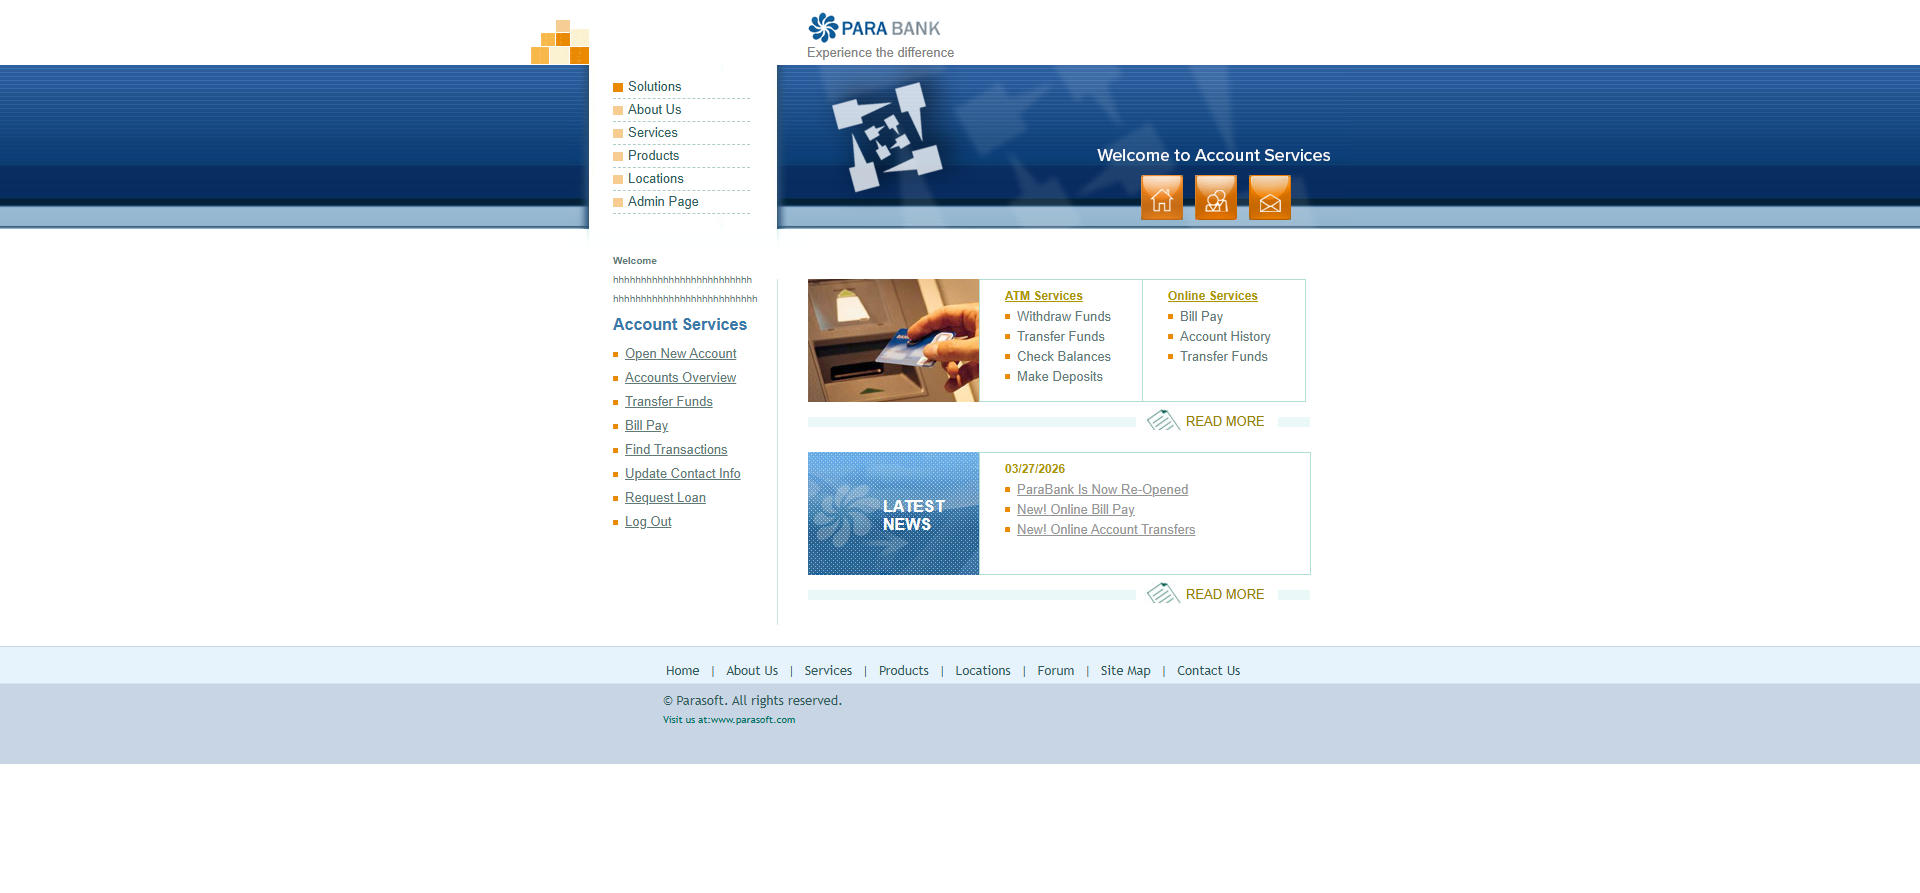 PARA BANK
Experience the difference
Solutions
About Us
Services
Products
Locations
Admin Page
Welcome to Account Services
Welcome
hhhhhhhhhhhhhhhhhhhhhhhhh
hhhhhhhhhhhhhhhhhhhhhhhhhh
Account Services
Open New Account
Accounts Overview
Transfer Funds
Bill Pay
Find Transactions
Update Contact Info
Request Loan
Log Out
ATM Services
Withdraw Funds
Transfer Funds
Check Balances
Make Deposits
Online Services
Bill Pay
Account History
Transfer Funds
READ MORE
LATEST
NEWS
03/27/2026
ParaBank Is Now Re-Opened
New! Online Bill Pay
New! Online Account Transfers
READ MORE
Home | About Us | Services | Products | Locations | Forum | Site Map | Contact Us
© Parasoft. All rights reserved.
Visit us at:www.parasoft.com